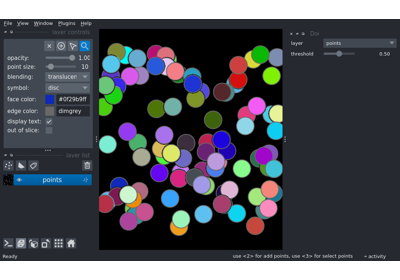 File View Window Plugins Help
layer controls
opacity: 1.00
point size: 10
blending: translucen
symbol: disc
face color: #0f29b9ff
edge color: dimgrey
display text:
out of slice:
layer list
points
layer points
threshold 0.50
Ready
use <2> for add points, use <3> for select points
activity